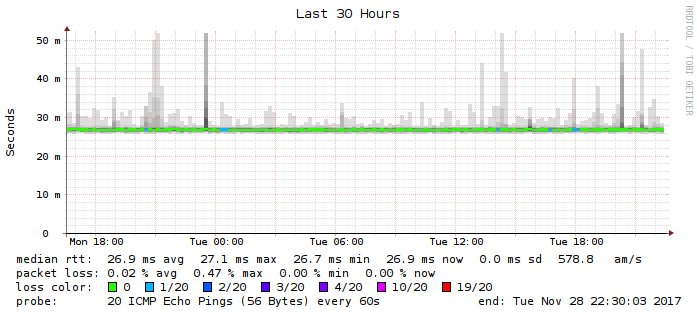 Last 30 Hours
RRDTOOL / TOBI OETIKER
Seconds
50 m
40 m
30 m
20 m
10 m
0
Mon 18:00 Tue 00:00 Tue 06:00 Tue 12:00 Tue 18:00
median rtt: 26.9 ms avg 27.1 ms max 26.7 ms min 26.9 ms now 0.0 ms sd 578.8 am/s
packet loss: 0.02 % avg 0.47 % max 0.00 % min 0.00 % now
loss color: 0 1/20 2/20 3/20 4/20 10/20 19/20
probe: 20 ICMP Echo Pings (56 Bytes) every 60s end: Tue Nov 28 22:30:03 2017